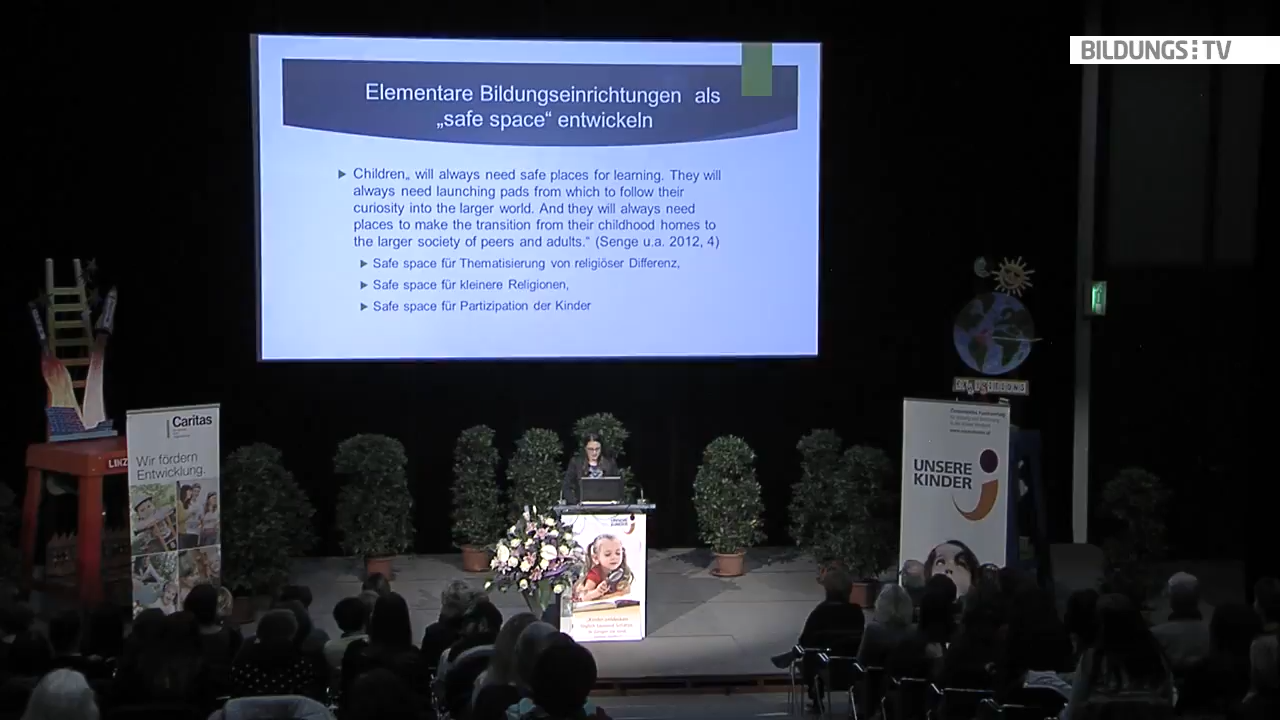 BILDUNGS:TV
Elementare Bildungseinrichtungen als
„safe space“ entwickeln
Children„ will always need safe places for learning. They will
always need launching pads from which to follow their
curiosity into the larger world. And they will always need
places to make the transition from their childhood homes to
the larger society of peers and adults.“ (Senge u.a. 2012, 4)
Safe space für Thematisierung von religiöser Differenz,
Safe space für kleinere Religionen,
Safe space für Partizipation der Kinder
Caritas
Wir fördern
Entwicklung.
LINZ
UNSERE
KINDER